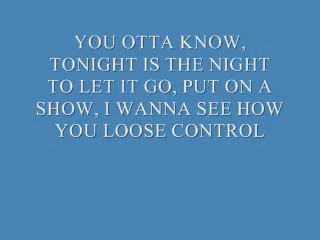 YOU OTTA KNOW,
TONIGHT IS THE NIGHT
TO LET IT GO, PUT ON A
SHOW, I WANNA SEE HOW
YOU LOOSE CONTROL